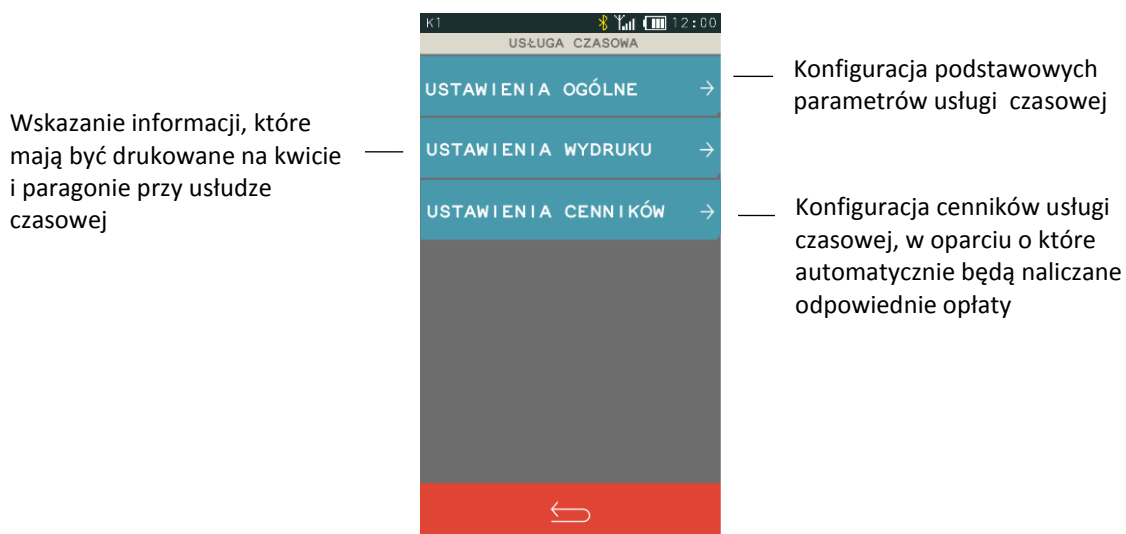 K1 12:00
USŁUGA CZASOWA
USTAWIENIA OGÓLNE
USTAWIENIA WYDRUKU
USTAWIENIA CENNIKÓW
Wskazanie informacji, które
mają być drukowane na kwicie
i paragonie przy usłudze
czasowej
Konfiguracja podstawowych
parametrów usługi czasowej
Konfiguracja cenników usługi
czasowej, w oparciu o które
automatycznie będą naliczane
odpowiednie opłaty